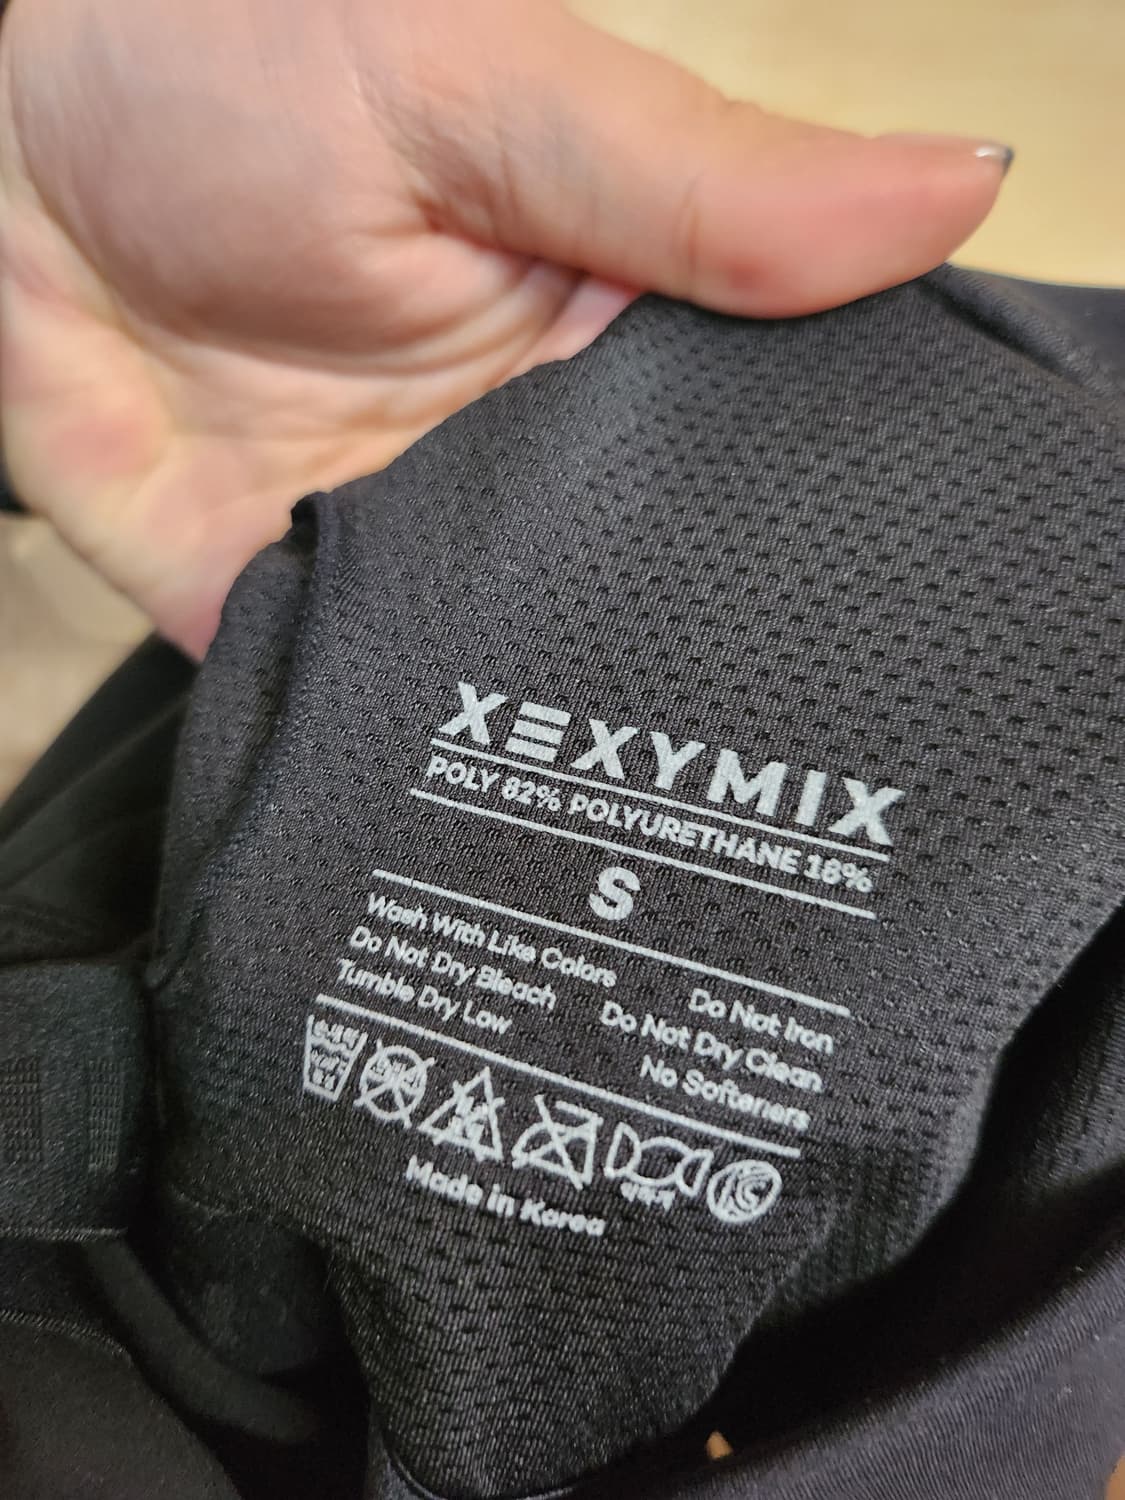 XEXYMIX
POLY 82% POLYURETHANE 18%
S
Wash With Like Colors
Do Not Iron
Do Not Dry Bleach
Do Not Dry Clean
Tumble Dry Low
No Softeners
Made in Korea